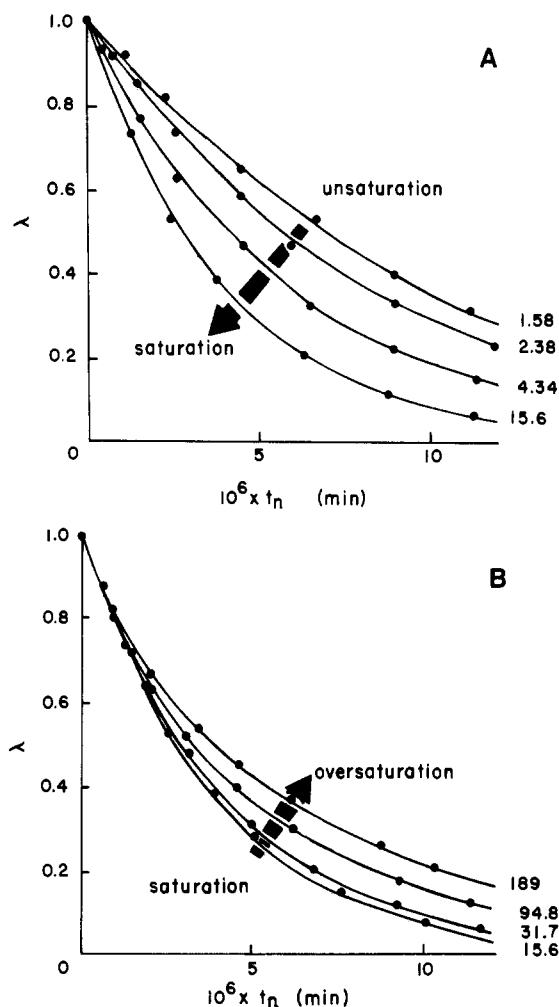 A
1.0
0.8
0.6
0.4
0.2
0
λ
unsaturation
saturation
1.58
2.38
4.34
15.6
5
10
10⁶ x tₙ (min)
B
1.0
0.8
0.6
0.4
0.2
0
λ
oversaturation
saturation
189
94.8
31.7
15.6
5
10
10⁶ x tₙ (min)